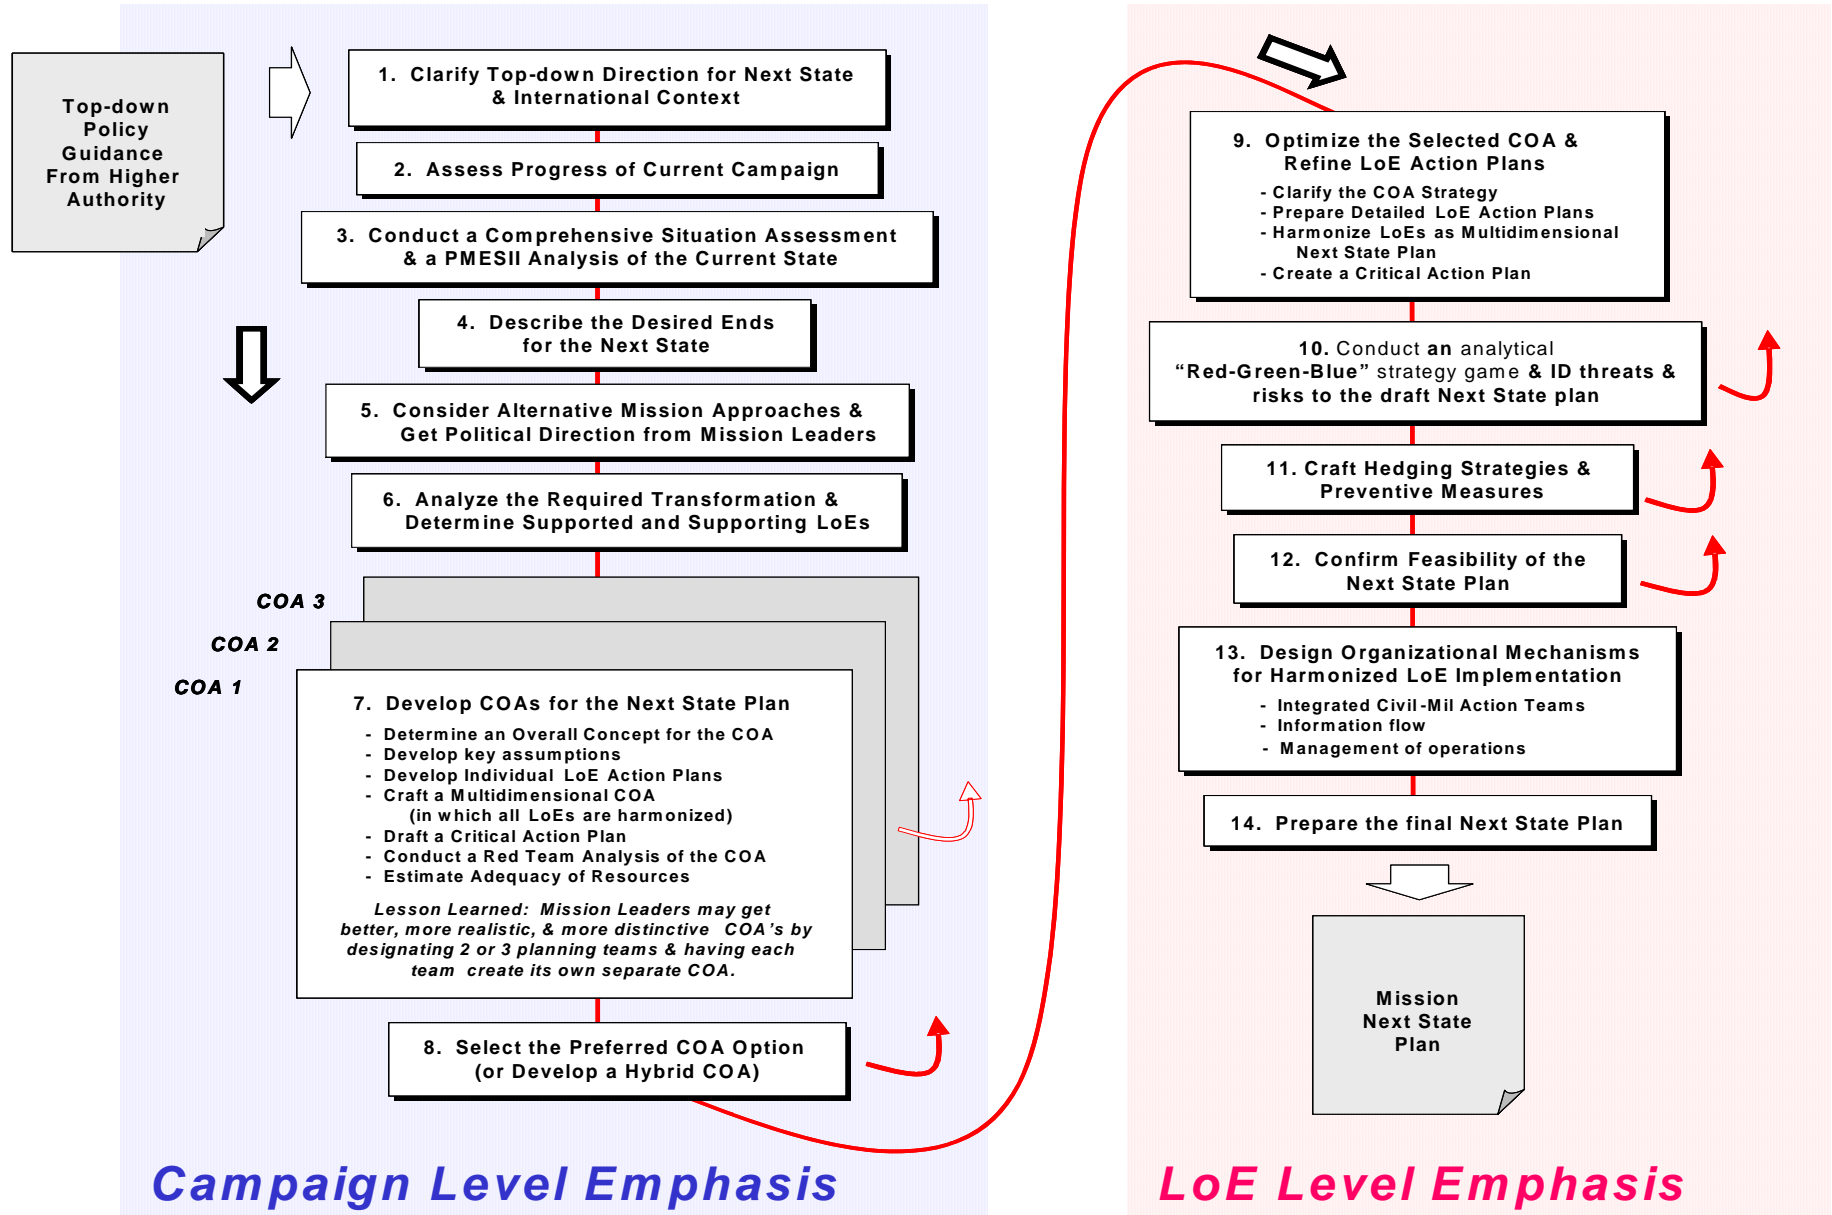 Top-down
Policy
Guidance
From Higher
Authority
1. Clarify Top-down Direction for Next State
& International Context
2. Assess Progress of Current Campaign
3. Conduct a Comprehensive Situation Assessment
& a PMESII Analysis of the Current State
4. Describe the Desired Ends
for the Next State
5. Consider Alternative Mission Approaches &
Get Political Direction from Mission Leaders
6. Analyze the Required Transformation &
Determine Supported and Supporting LoEs
COA 3
COA 2
COA 1
7. Develop COAs for the Next State Plan
- Determine an Overall Concept for the COA
- Develop key assumptions
- Develop Individual LoE Action Plans
- Craft a Multidimensional COA
(in which all LoEs are harmonized)
- Draft a Critical Action Plan
- Conduct a Red Team Analysis of the COA
- Estimate Adequacy of Resources
Lesson Learned: Mission Leaders may get
better, more realistic, & more distinctive COA's by
designating 2 or 3 planning teams & having each
team create its own separate COA.
8. Select the Preferred COA Option
(or Develop a Hybrid COA)
Campaign Level Emphasis
9. Optimize the Selected COA &
Refine LoE Action Plans
- Clarify the COA Strategy
- Prepare Detailed LoE Action Plans
- Harmonize LoEs as Multidimensional
Next State Plan
- Create a Critical Action Plan
10. Conduct an analytical
“Red-Green-Blue” strategy game & ID threats &
risks to the draft Next State plan
11. Craft Hedging Strategies &
Preventive Measures
12. Confirm Feasibility of the
Next State Plan
13. Design Organizational Mechanisms
for Harmonized LoE Implementation
- Integrated Civil-Mil Action Teams
- Information flow
- Management of operations
14. Prepare the final Next State Plan
Mission
Next State
Plan
LoE Level Emphasis